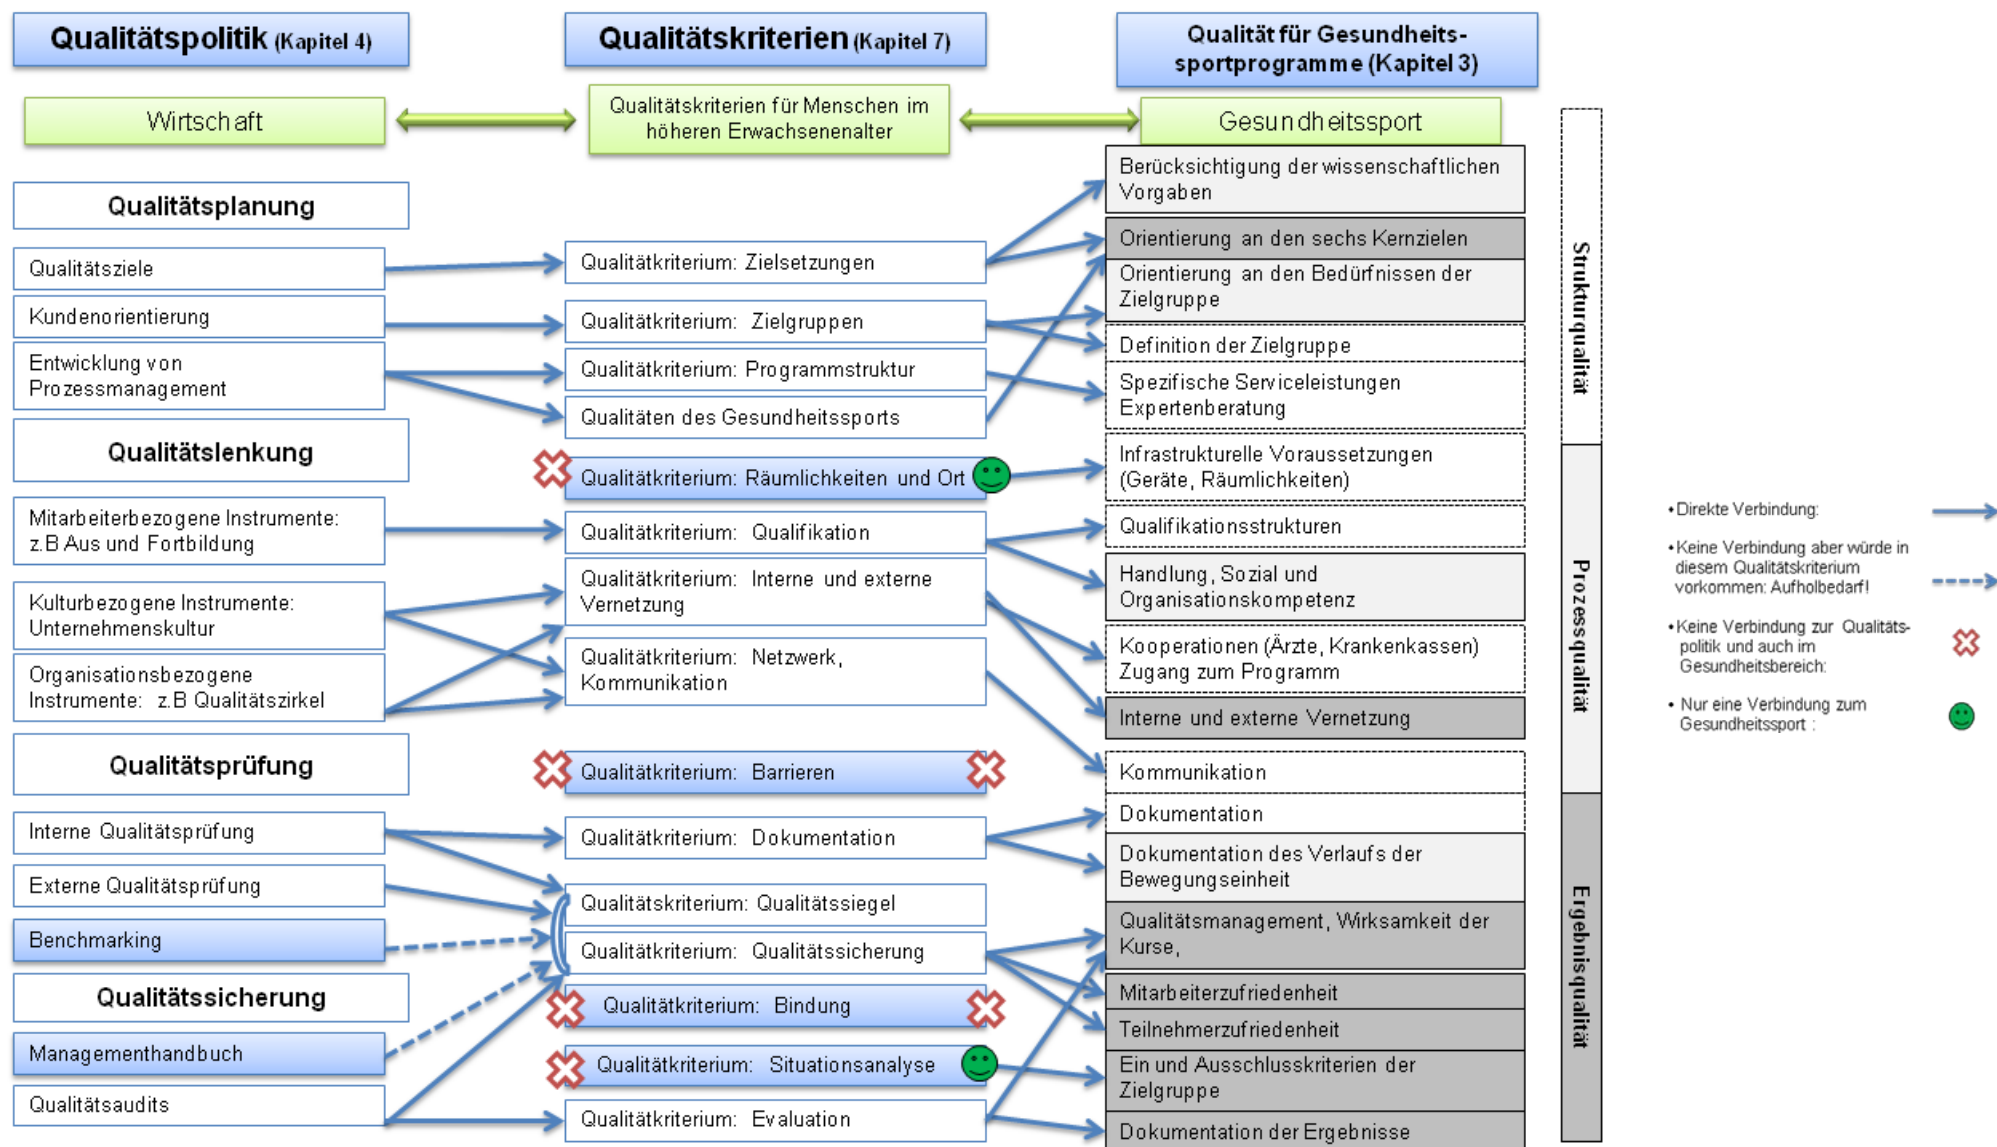 Qualitätspolitik (Kapitel 4)
Qualitätskriterien (Kapitel 7)
Qualität für Gesundheits-
sportprogramme (Kapitel 3)
Wirtschaft
Qualitätskriterien für Menschen im
höheren Erwachsenenalter
Gesundheitssport
Qualitätsplanung
Qualitätsziele
Kundenorientierung
Entwicklung von
Prozessmanagement
Qualitätslenkung
Mitarbeiterbezogene Instrumente:
z.B Aus und Fortbildung
Kulturbezogene Instrumente:
Unternehmenskultur
Organisationsbezogene
Instrumente: z.B Qualitätszirkel
Qualitätsprüfung
Interne Qualitätsprüfung
Externe Qualitätsprüfung
Benchmarking
Qualitätssicherung
Managementhandbuch
Qualitätsaudits
Qualitätkriterium: Zielsetzungen
Qualitätkriterium: Zielgruppen
Qualitätkriterium: Programmstruktur
Qualitäten des Gesundheitssports
Qualitätkriterium: Räumlichkeiten und Ort
Qualitätkriterium: Qualifikation
Qualitätkriterium: Interne und externe
Vernetzung
Qualitätkriterium: Netzwerk,
Kommunikation
Qualitätkriterium: Barrieren
Qualitätkriterium: Dokumentation
Qualitätskriterium: Qualitätssiegel
Qualitätkriterium: Qualitätssicherung
Qualitätkriterium: Bindung
Qualitätkriterium: Situationsanalyse
Qualitätkriterium: Evaluation
Berücksichtigung der wissenschaftlichen
Vorgaben
Orientierung an den sechs Kernzielen
Orientierung an den Bedürfnissen der
Zielgruppe
Definition der Zielgruppe
Spezifische Serviceleistungen
Expertenberatung
Infrastrukturelle Voraussetzungen
(Geräte, Räumlichkeiten)
Qualifikationsstrukturen
Handlung, Sozial und
Organisationskompetenz
Kooperationen (Ärzte, Krankenkassen)
Zugang zum Programm
Interne und externe Vernetzung
Kommunikation
Dokumentation
Dokumentation des Verlaufs der
Bewegungseinheit
Qualitätsmanagement, Wirksamkeit der
Kurse,
Mitarbeiterzufriedenheit
Teilnehmerzufriedenheit
Ein und Ausschlusskriterien der
Zielgruppe
Dokumentation der Ergebnisse
Strukturqualität
Prozessqualität
Ergebnisqualität
•Direkte Verbindung:
•Keine Verbindung aber würde in
diesem Qualitätskriterium
vorkommen: Aufholbedarf!
•Keine Verbindung zur Qualitäts-
politik und auch im
Gesundheitsbereich:
• Nur eine Verbindung zum
Gesundheitssport :